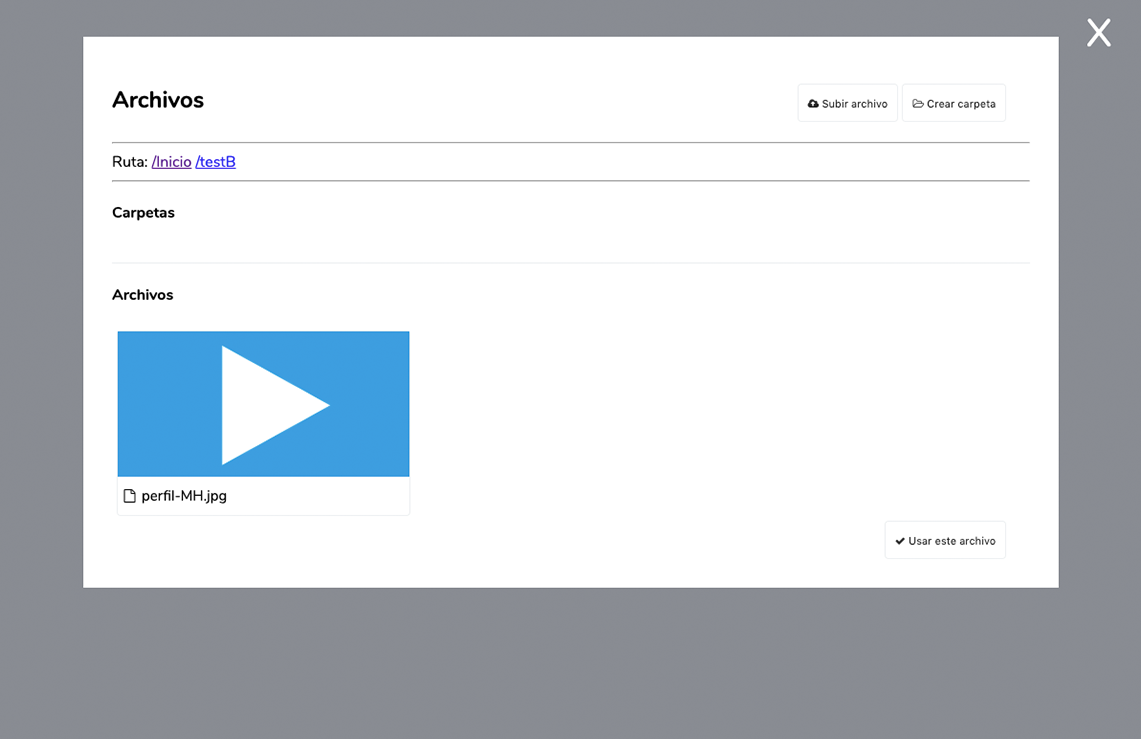 X
Archivos
Subir archivo Crear carpeta
Ruta: /Inicio /testB
Carpetas
Archivos
perfil-MH.jpg
Usar este archivo